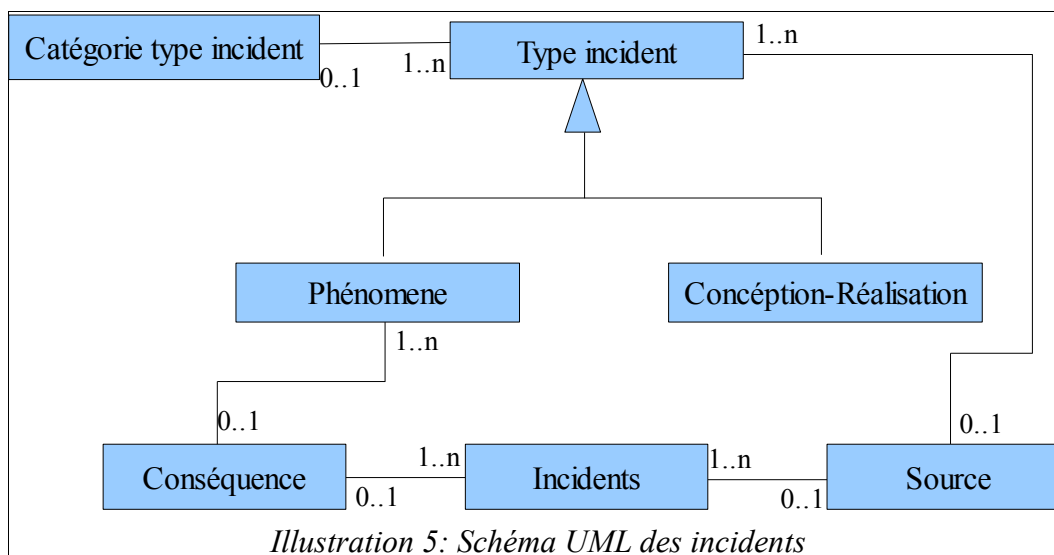 Catégorie type incident
0..1
1..n
Type incident
1..n
Phénomene
1..n
Concéption-Réalisation
0..1
0..1
Conséquence
0..1
1..n
Incidents
1..n
0..1
Source
Illustration 5: Schéma UML des incidents